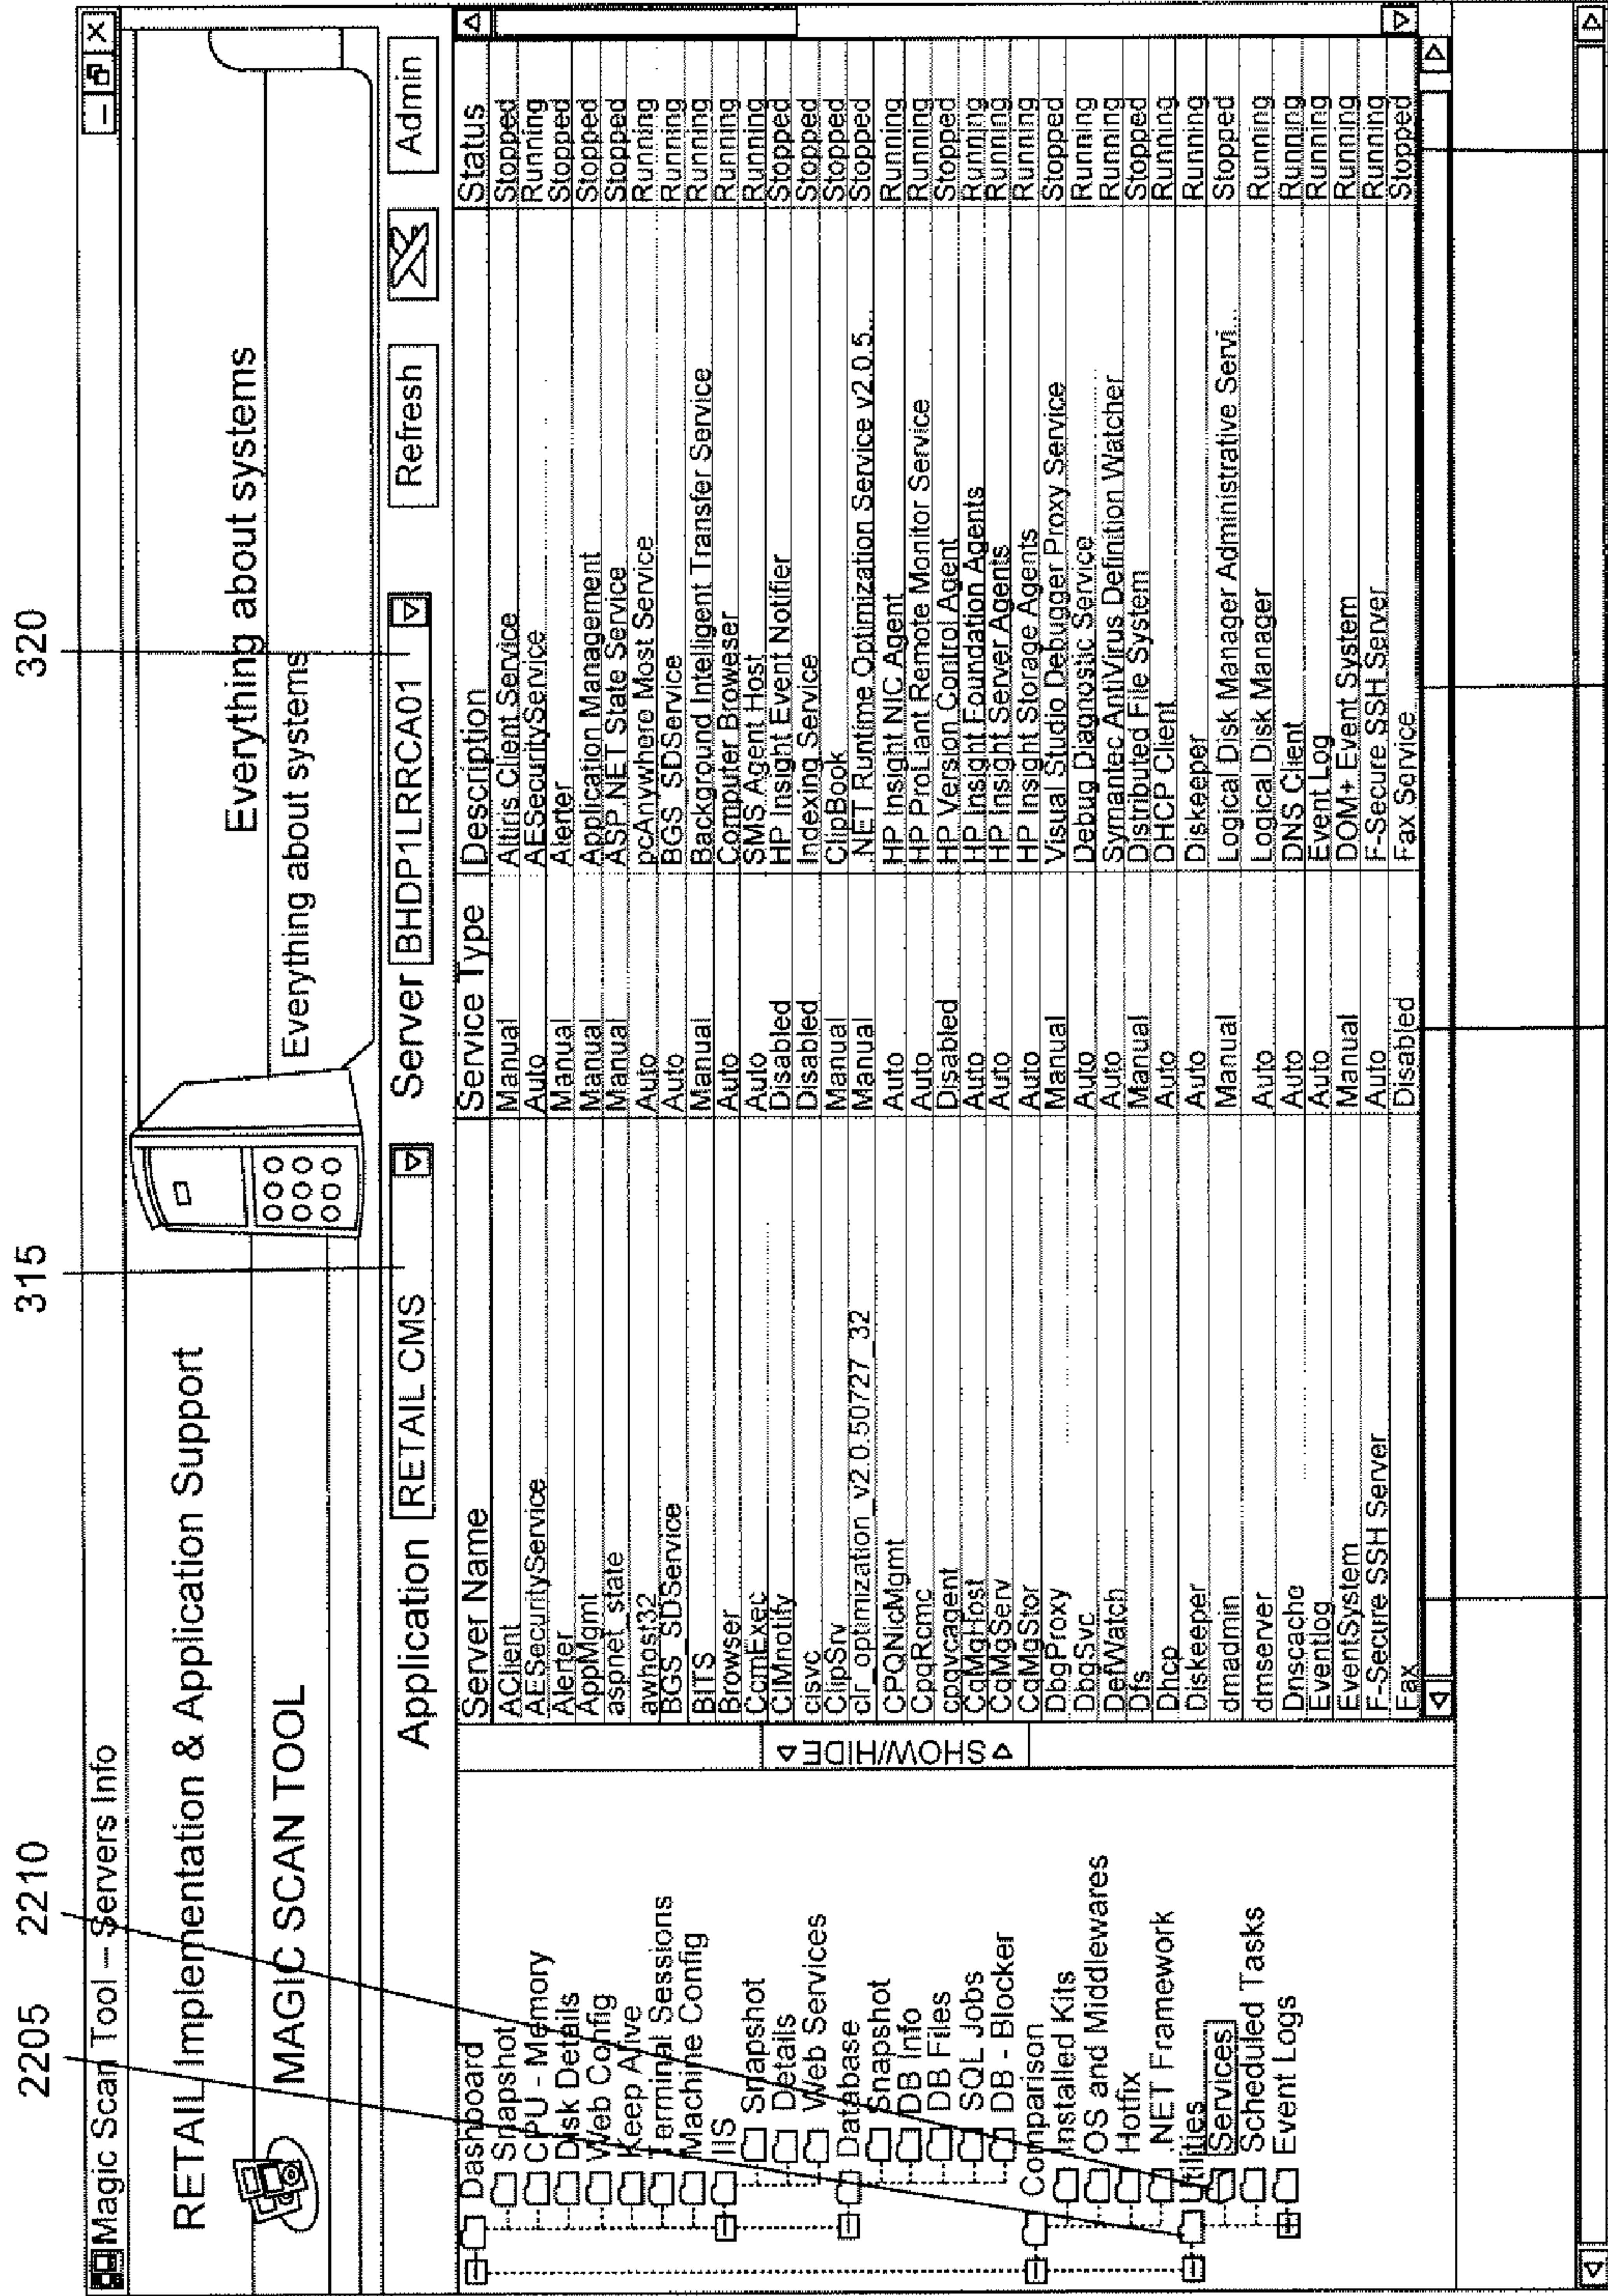 2205 2210 315 320
Magic Scan Tool – Servers Info
RETAIL Implementation & Application Support
MAGIC SCAN TOOL
Everything about systems
Everything about systems
Application RETAIL CMS Server BHDP1LRRCA01 Refresh Admin
Dashboard
Snapshot
CPU - Memory
Disk Details
Web Config
Keep Alive
Terminal Sessions
Machine Config
IIS
Snapshot
Details
Web Services
Database
Snapshot
DB Info
DB Files
SQL Jobs
DB - Blocker
Comparison
Installed Kits
OS and Middlewares
Hotfix
.NET Framework
Utilities
Services
Scheduled Tasks
Event Logs
SHOW/HIDE
Server Name Service Type Description Status
AClient Manual Altiris Client Service Stopped
AESecurityService Auto AESecurityService Running
Alerter Manual Alerter Stopped
AppMgmt Manual Application Management Stopped
aspnet_state Manual ASP.NET State Service Stopped
awhost32 Auto pcAnywhere Most Service Running
BGS_SDService Auto BGS_SDService Running
BITS Manual Background Intelligent Transfer Service Running
Browser Auto Computer Broweser Running
CcmExec Auto SMS Agent Host Running
CIMnotify Disabled HP Insight Event Notifier Stopped
cisvc Disabled Indexing Service Stopped
ClipSrv Manual ClipBook Stopped
clr_optimization_v2.0.50727_32 Manual .NET Runtime Optimization Service v2.0.5... Stopped
CPQNicMgmt Auto HP Insight NIC Agent Running
CpqRcmc Auto HP ProLiant Remote Monitor Service Running
cpqvcagent Disabled HP Version Control Agent Stopped
CqMgHost Auto HP Insight Foundation Agents Running
CqMgServ Auto HP Insight Server Agents Running
CqMgStor Auto HP Insight Storage Agents Running
DbgProxy Manual Visual Studio Debugger Proxy Service Stopped
DbgSvc Auto Debug Diagnostic Service Running
DefWatch Auto Symantec AntiVirus Definition Watcher Running
Dfs Manual Dstributed File System Stopped
Dhcp Auto DHCP Client Running
Diskeeper Auto Diskeeper Running
dmadmin Manual Logical Disk Manager Administrative Servi... Stopped
dmserver Auto Logical Disk Manager Running
Dnscache Auto DNS Client Running
Eventlog Auto Event Log Running
EventSystem Manual DOM+ Event System Running
F-Secure SSH Server Auto F-Secure SSH Server Running
Fax Disabled Fax Service Stopped